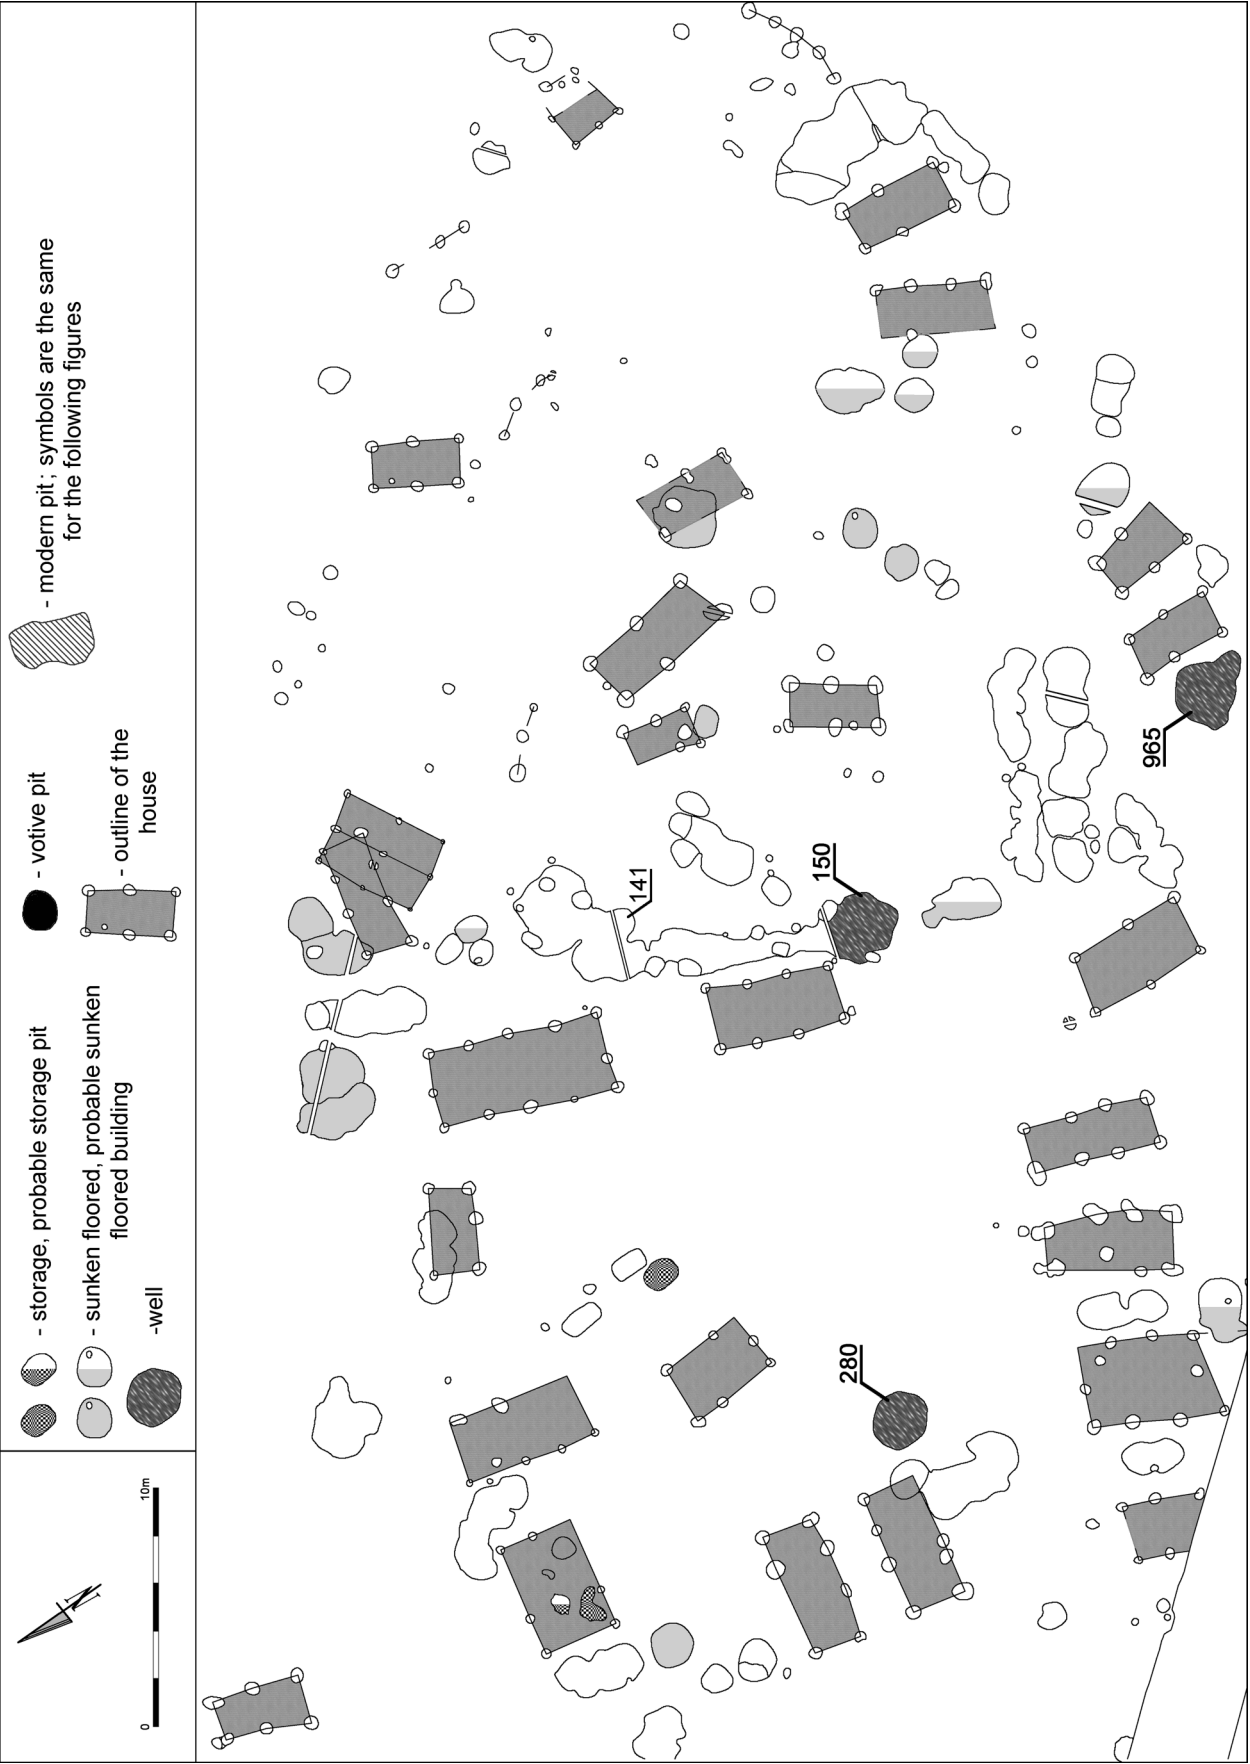 0
10m
- storage, probable storage pit
- sunken floored, probable sunken
floored building
-well
- votive pit
- outline of the
house
- modern pit; symbols are the same
for the following figures
141
150
280
965